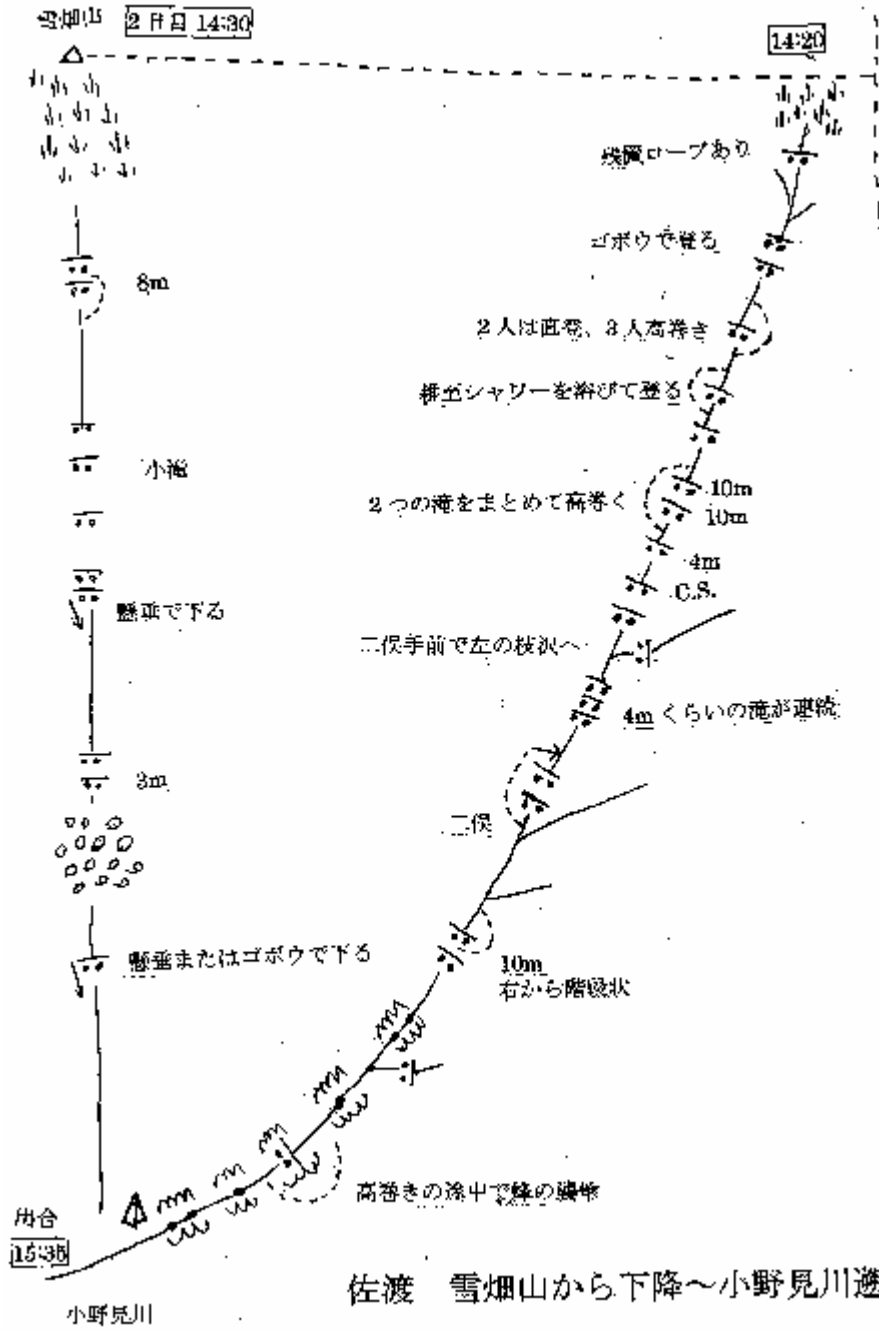 2日目 14:30
14:20
残置ロープあり
ゴボウで登る
8m
2人は直登、3人高巻き
シャワーを浴びて登る
小滝
10m
2つの滝をまとめて高巻く
10m
4m
C.S.
懸垂で下る
二俣手前で左の枝沢へ
4mくらいの滝が連続
3m
二俣
懸垂またはゴボウで下る
10m
右から階段状
高巻きの途中で蜂の襲撃
出合
15:35
佐渡 雪畑山から下降～小野見川遡
小野見川